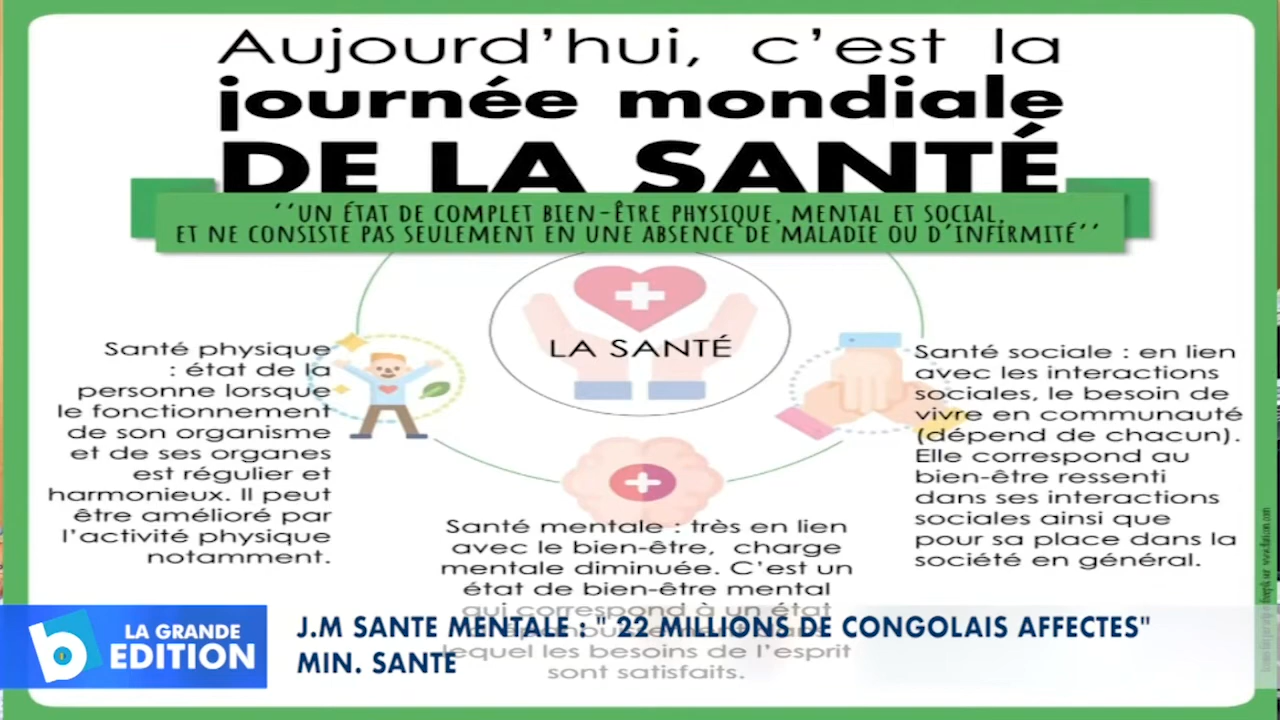 Aujourd’hui, c’est la
journée mondiale
DE LA SANTÉ
‘‘UN ÉTAT DE COMPLET BIEN-ÊTRE PHYSIQUE, MENTAL ET SOCIAL,
ET NE CONSISTE PAS SEULEMENT EN UNE ABSENCE DE MALADIE OU D’INFIRMITÉ’’
LA SANTÉ
Santé physique
: état de la
personne lorsque
le fonctionnement
de son organisme
et de ses organes
est régulier et
harmonieux. Il peut
être amélioré par
l’activité physique
notamment.
Santé mentale : très en lien
avec le bien-être, charge
mentale diminuée. C’est un
état de bien-être mental
qui correspond à un état
lequel les besoins de l’esprit
sont satisfaits.
Santé sociale : en lien
avec les interactions
sociales, le besoin de
vivre en communauté
(dépend de chacun).
Elle correspond au
bien-être ressenti
dans ses interactions
sociales ainsi que
pour sa place dans la
société en général.
b
LA GRANDE
EDITION
J.M SANTE MENTALE : " 22 MILLIONS DE CONGOLAIS AFFECTES"
MIN. SANTE